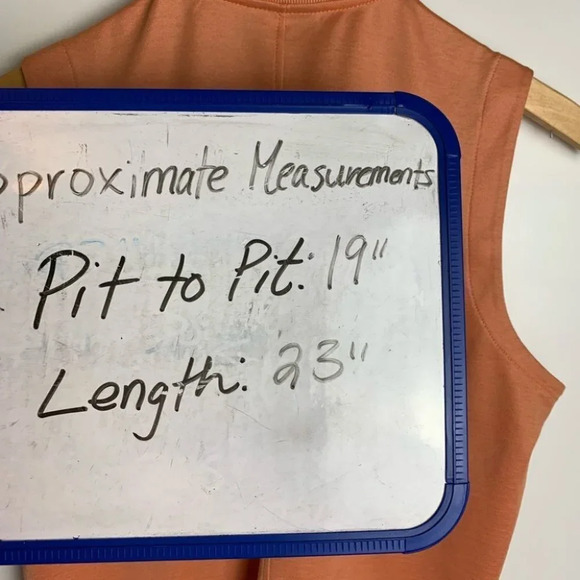 pproximate Measurements
Pit to Pit: 19"
Length: 23"